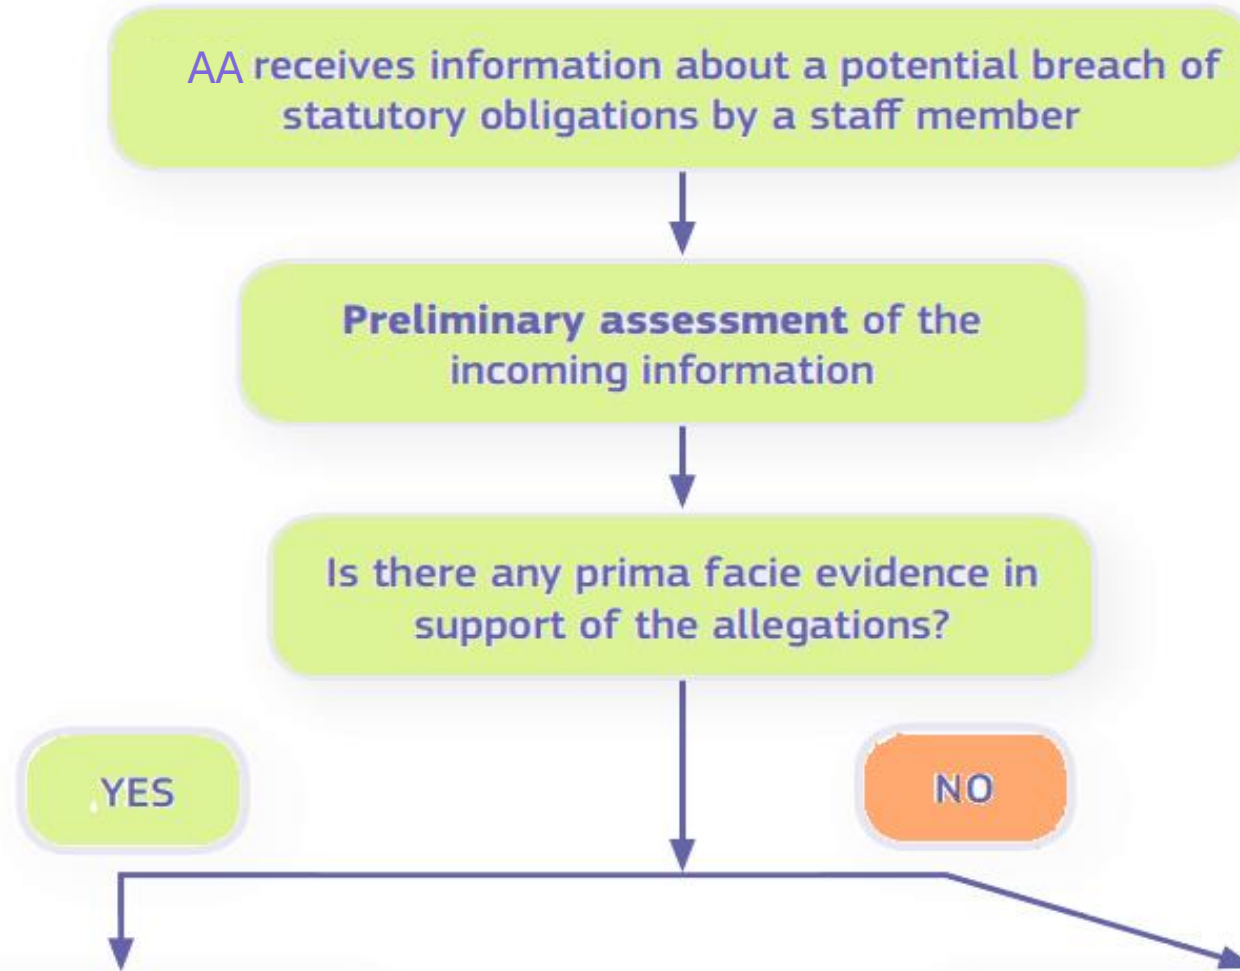 AA receives information about a potential breach of
statutory obligations by a staff member
Preliminary assessment of the
incoming information
Is there any prima facie evidence in
support of the allegations?
YES
NO